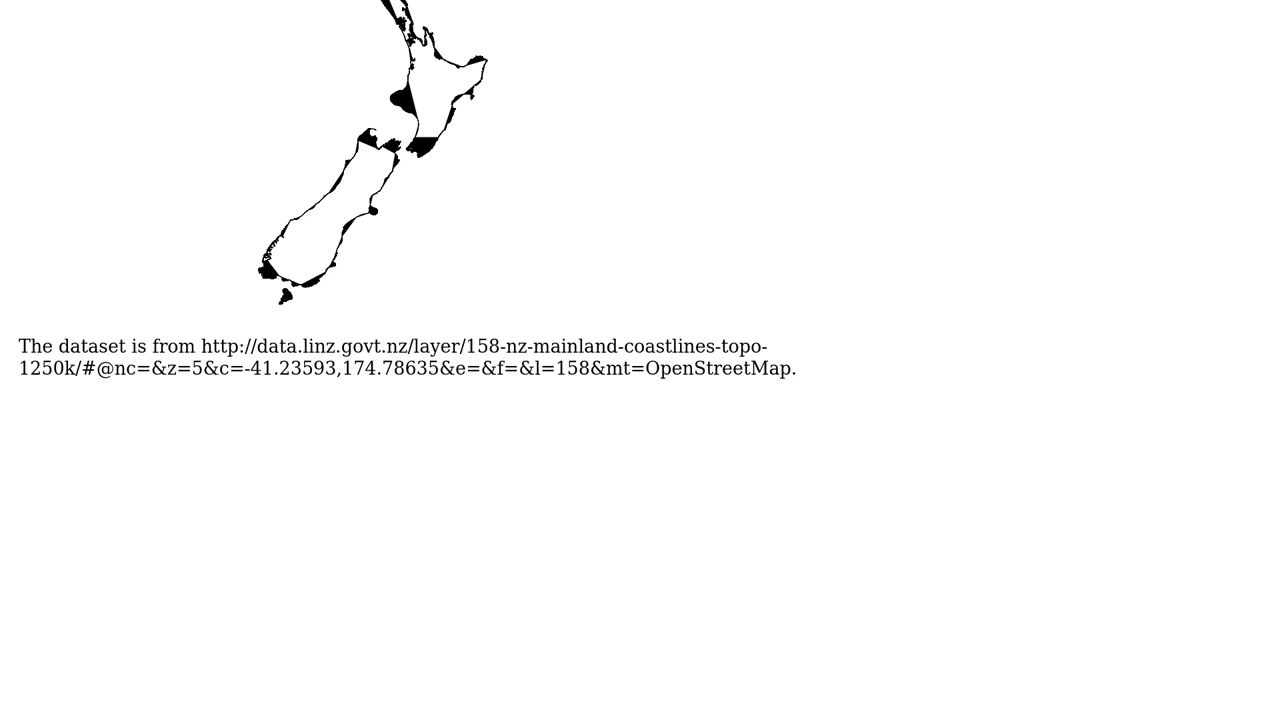 The dataset is from http://data.linz.govt.nz/layer/158-nz-mainland-coastlines-topo-
1250k/#@nc=&z=5&c=-41.23593,174.78635&e=&f=&l=158&mt=OpenStreetMap.